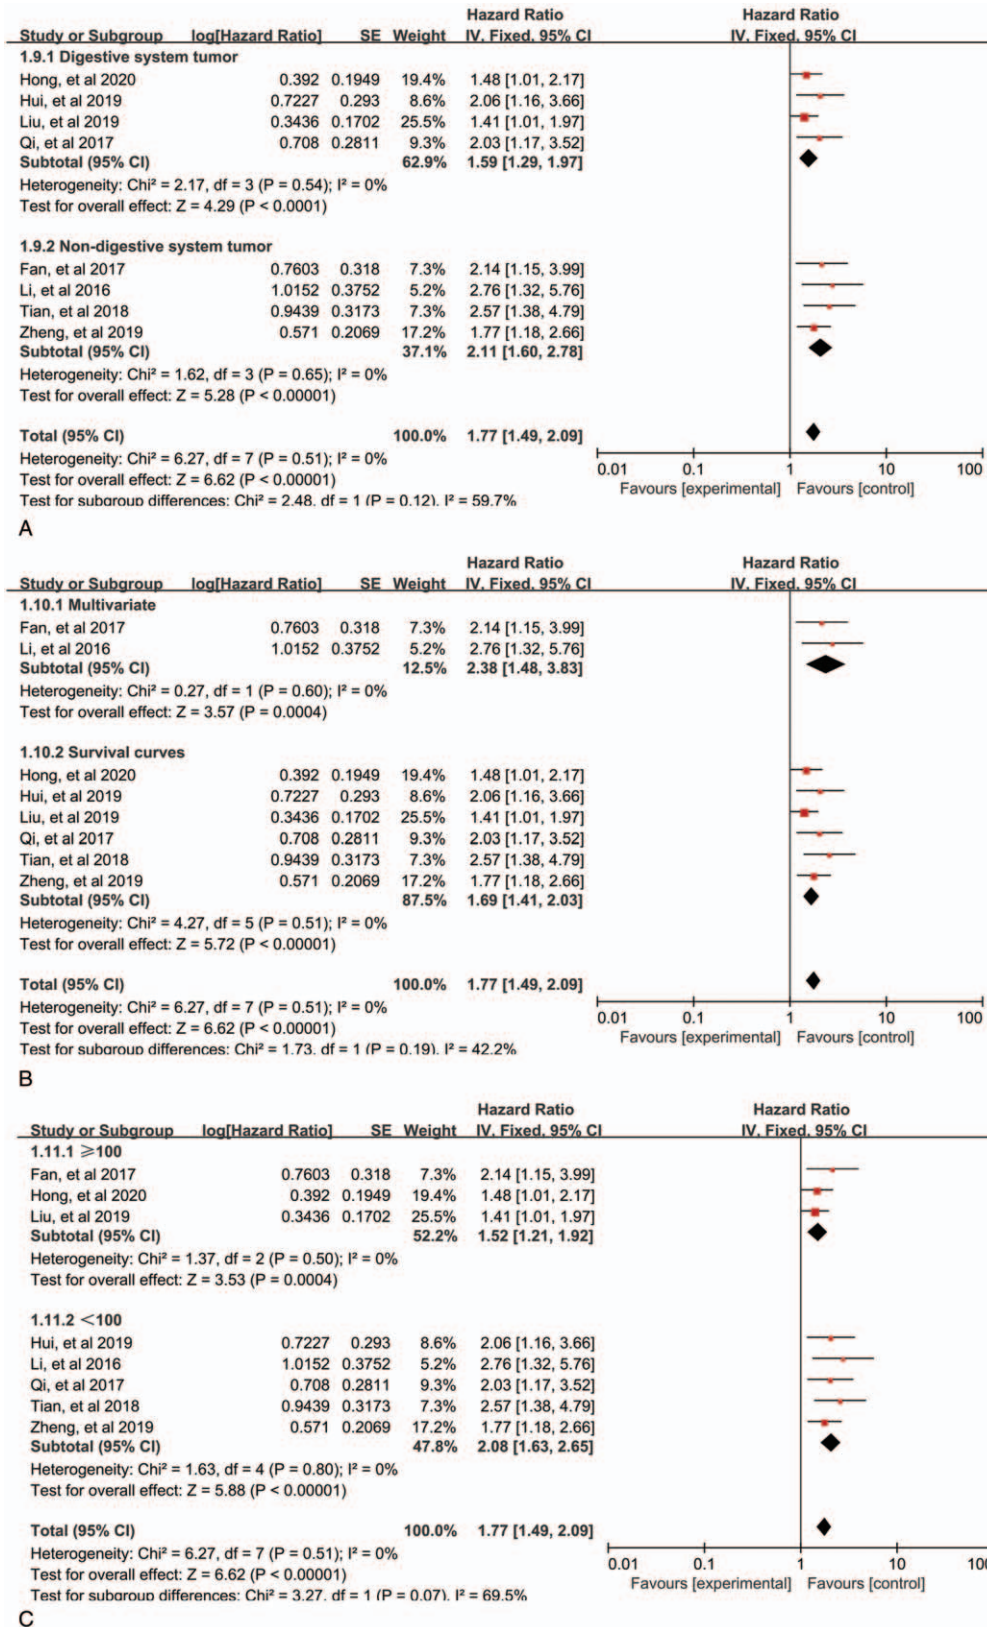 Hazard Ratio Hazard Ratio
Study or Subgroup log[Hazard Ratio] SE Weight IV, Fixed, 95% CI IV, Fixed, 95% CI
1.9.1 Digestive system tumor
Hong, et al 2020 0.392 0.1949 19.4% 1.48 [1.01, 2.17]
Hui, et al 2019 0.7227 0.293 8.6% 2.06 [1.16, 3.66]
Liu, et al 2019 0.3436 0.1702 25.5% 1.41 [1.01, 1.97]
Qi, et al 2017 0.708 0.2811 9.3% 2.03 [1.17, 3.52]
Subtotal (95% CI) 62.9% 1.59 [1.29, 1.97]
Heterogeneity: Chi² = 2.17, df = 3 (P = 0.54); I² = 0%
Test for overall effect: Z = 4.29 (P < 0.0001)
1.9.2 Non-digestive system tumor
Fan, et al 2017 0.7603 0.318 7.3% 2.14 [1.15, 3.99]
Li, et al 2016 1.0152 0.3752 5.2% 2.76 [1.32, 5.76]
Tian, et al 2018 0.9439 0.3173 7.3% 2.57 [1.38, 4.79]
Zheng, et al 2019 0.571 0.2069 17.2% 1.77 [1.18, 2.66]
Subtotal (95% CI) 37.1% 2.11 [1.60, 2.78]
Heterogeneity: Chi² = 1.62, df = 3 (P = 0.65); I² = 0%
Test for overall effect: Z = 5.28 (P < 0.00001)
Total (95% CI) 100.0% 1.77 [1.49, 2.09]
Heterogeneity: Chi² = 6.27, df = 7 (P = 0.51); I² = 0%
Test for overall effect: Z = 6.62 (P < 0.00001)
Test for subgroup differences: Chi² = 2.48, df = 1 (P = 0.12), I² = 59.7%
0.01 0.1 1 10 100
Favours [experimental] Favours [control]
A
Hazard Ratio Hazard Ratio
Study or Subgroup log[Hazard Ratio] SE Weight IV, Fixed, 95% CI IV, Fixed, 95% CI
1.10.1 Multivariate
Fan, et al 2017 0.7603 0.318 7.3% 2.14 [1.15, 3.99]
Li, et al 2016 1.0152 0.3752 5.2% 2.76 [1.32, 5.76]
Subtotal (95% CI) 12.5% 2.38 [1.48, 3.83]
Heterogeneity: Chi² = 0.27, df = 1 (P = 0.60); I² = 0%
Test for overall effect: Z = 3.57 (P = 0.0004)
1.10.2 Survival curves
Hong, et al 2020 0.392 0.1949 19.4% 1.48 [1.01, 2.17]
Hui, et al 2019 0.7227 0.293 8.6% 2.06 [1.16, 3.66]
Liu, et al 2019 0.3436 0.1702 25.5% 1.41 [1.01, 1.97]
Qi, et al 2017 0.708 0.2811 9.3% 2.03 [1.17, 3.52]
Tian, et al 2018 0.9439 0.3173 7.3% 2.57 [1.38, 4.79]
Zheng, et al 2019 0.571 0.2069 17.2% 1.77 [1.18, 2.66]
Subtotal (95% CI) 87.5% 1.69 [1.41, 2.03]
Heterogeneity: Chi² = 4.27, df = 5 (P = 0.51); I² = 0%
Test for overall effect: Z = 5.72 (P < 0.00001)
Total (95% CI) 100.0% 1.77 [1.49, 2.09]
Heterogeneity: Chi² = 6.27, df = 7 (P = 0.51); I² = 0%
Test for overall effect: Z = 6.62 (P < 0.00001)
Test for subgroup differences: Chi² = 1.73, df = 1 (P = 0.19), I² = 42.2%
0.01 0.1 1 10 100
Favours [experimental] Favours [control]
B
Hazard Ratio Hazard Ratio
Study or Subgroup log[Hazard Ratio] SE Weight IV, Fixed, 95% CI IV, Fixed, 95% CI
1.11.1 ≥100
Fan, et al 2017 0.7603 0.318 7.3% 2.14 [1.15, 3.99]
Hong, et al 2020 0.392 0.1949 19.4% 1.48 [1.01, 2.17]
Liu, et al 2019 0.3436 0.1702 25.5% 1.41 [1.01, 1.97]
Subtotal (95% CI) 52.2% 1.52 [1.21, 1.92]
Heterogeneity: Chi² = 1.37, df = 2 (P = 0.50); I² = 0%
Test for overall effect: Z = 3.53 (P = 0.0004)
1.11.2 <100
Hui, et al 2019 0.7227 0.293 8.6% 2.06 [1.16, 3.66]
Li, et al 2016 1.0152 0.3752 5.2% 2.76 [1.32, 5.76]
Qi, et al 2017 0.708 0.2811 9.3% 2.03 [1.17, 3.52]
Tian, et al 2018 0.9439 0.3173 7.3% 2.57 [1.38, 4.79]
Zheng, et al 2019 0.571 0.2069 17.2% 1.77 [1.18, 2.66]
Subtotal (95% CI) 47.8% 2.08 [1.63, 2.65]
Heterogeneity: Chi² = 1.63, df = 4 (P = 0.80); I² = 0%
Test for overall effect: Z = 5.88 (P < 0.00001)
Total (95% CI) 100.0% 1.77 [1.49, 2.09]
Heterogeneity: Chi² = 6.27, df = 7 (P = 0.51); I² = 0%
Test for overall effect: Z = 6.62 (P < 0.00001)
Test for subgroup differences: Chi² = 3.27, df = 1 (P = 0.07), I² = 69.5%
0.01 0.1 1 10 100
Favours [experimental] Favours [control]
C